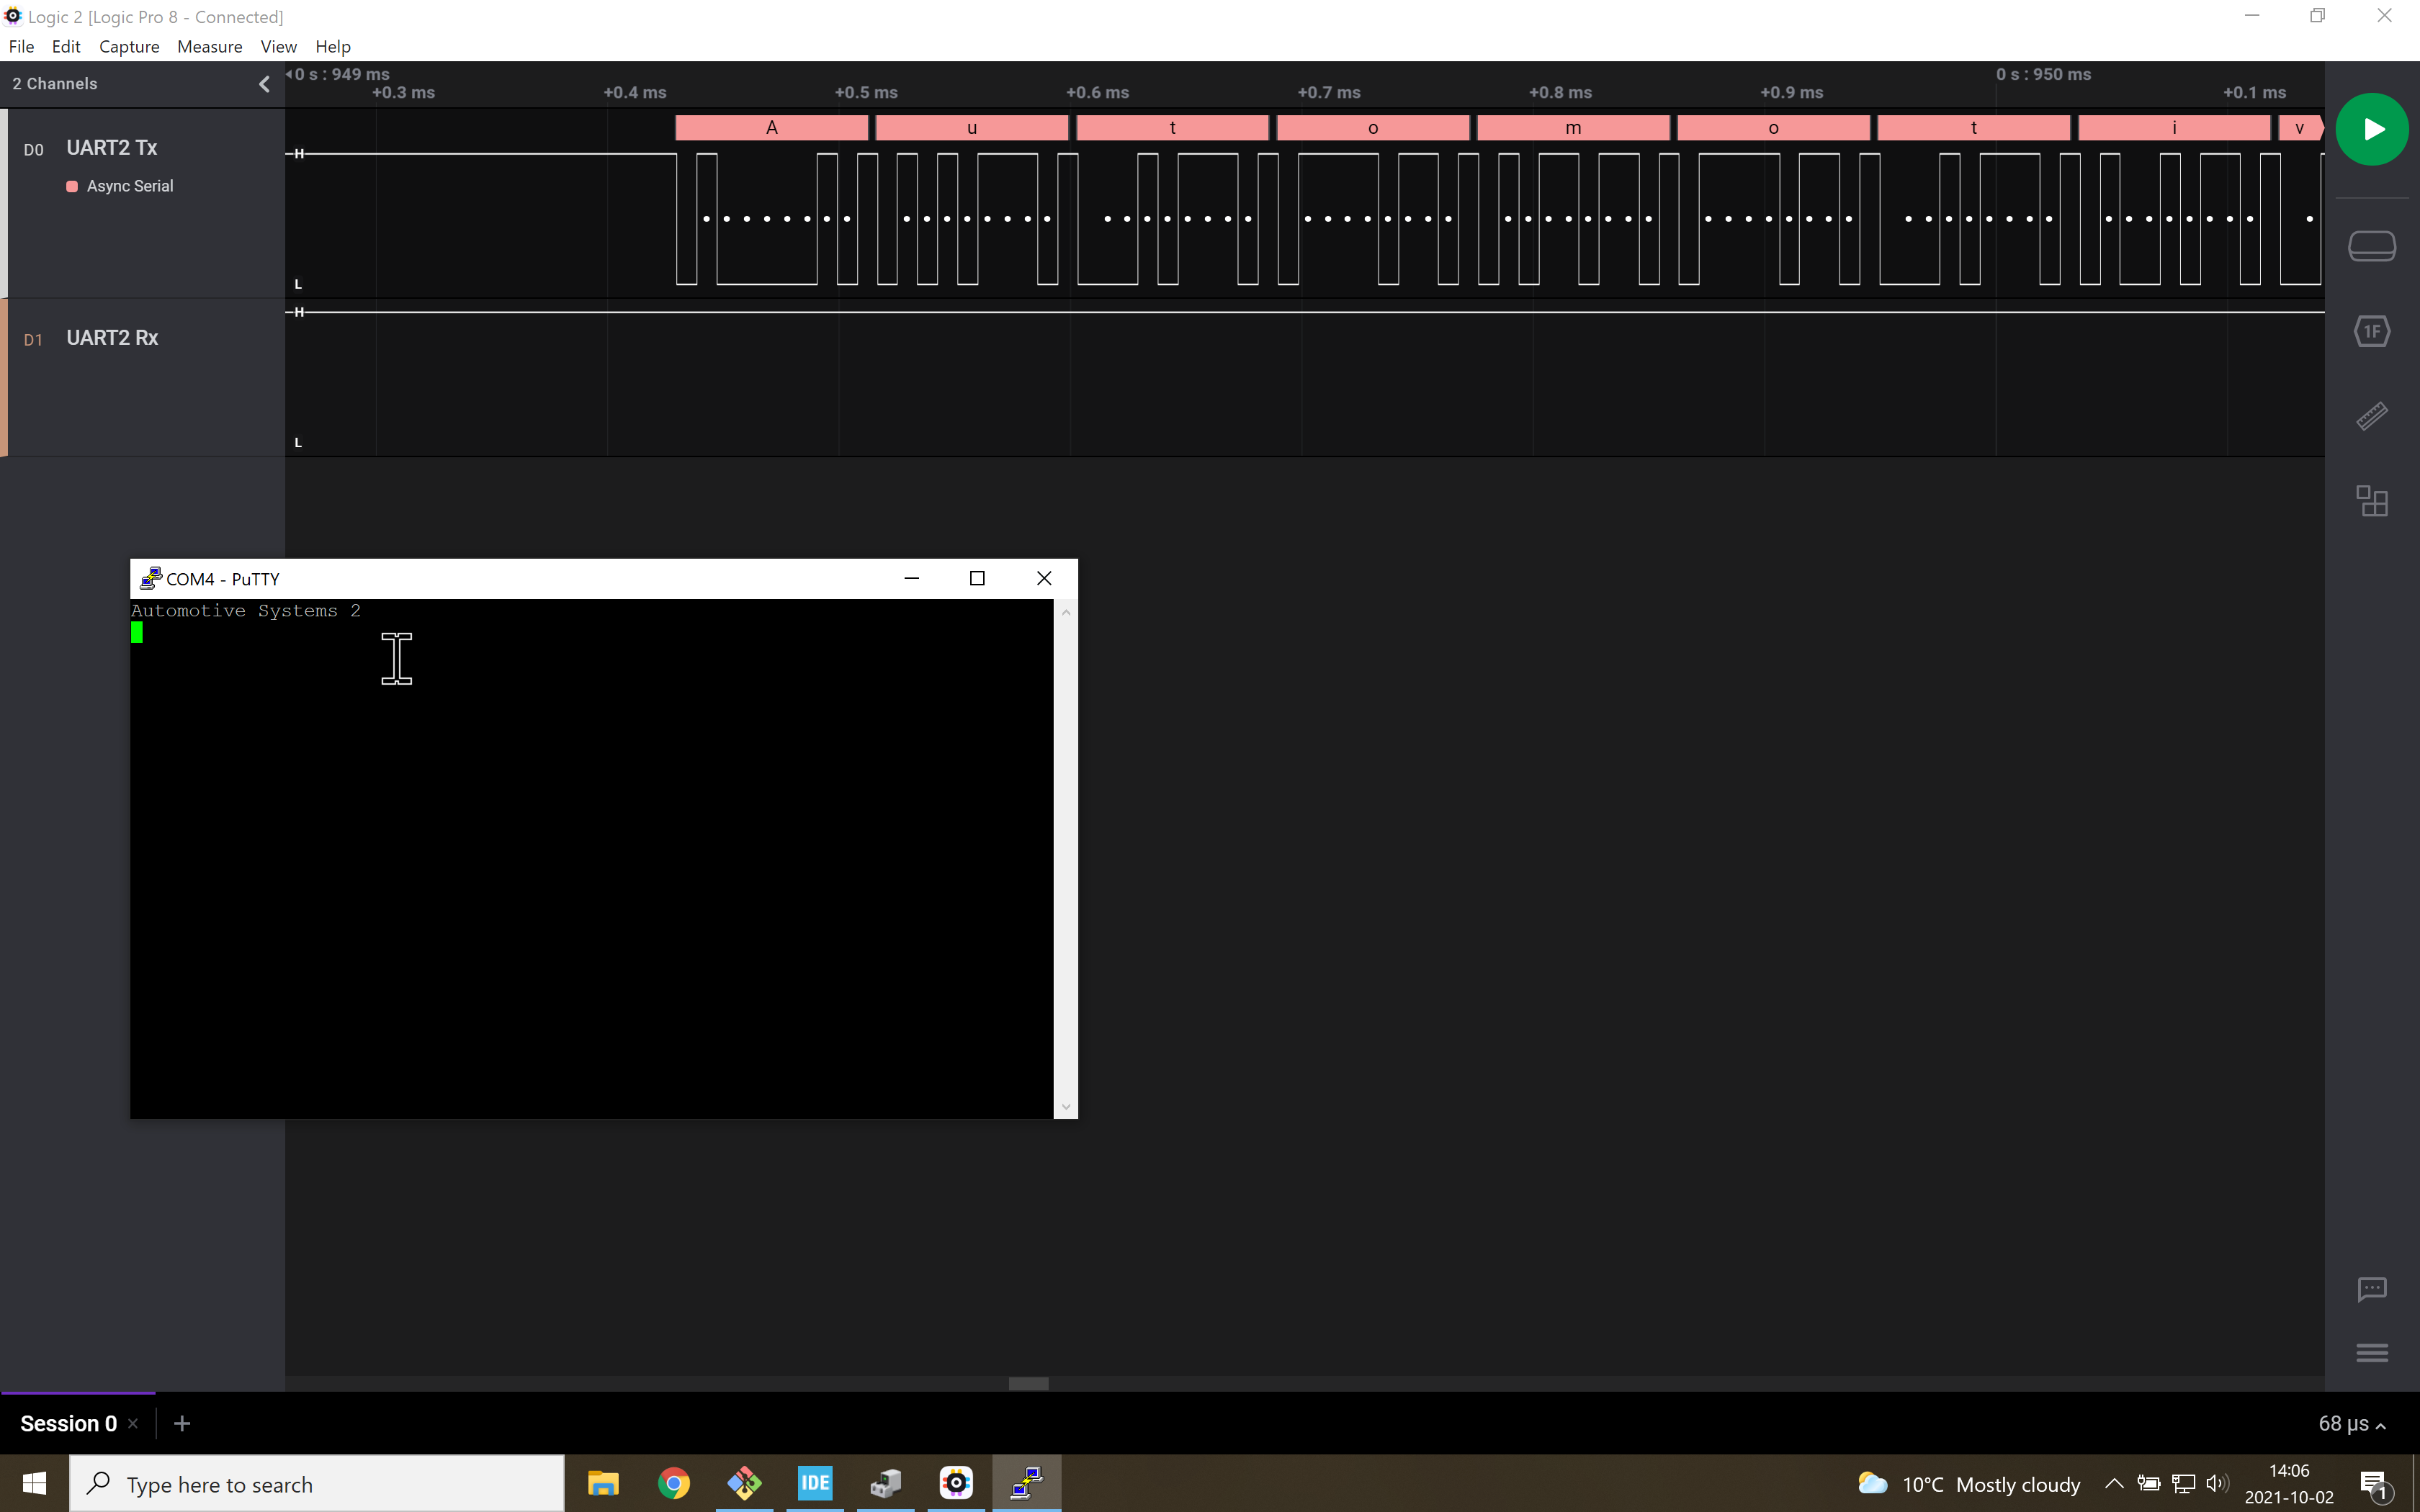 Logic 2 [Logic Pro 8 - Connected]
File Edit Capture Measure View Help
2 Channels
0 s : 949 ms
0 s : 950 ms
+0.3 ms +0.4 ms +0.5 ms +0.6 ms +0.7 ms +0.8 ms +0.9 ms +0.1 ms
A u t o m o t i v
D0 UART2 Tx
H
Async Serial
L
H
D1 UART2 Rx
1F
L
COM4 - PuTTY
Automotive Systems 2
Session 0
68 µs
Type here to search
IDE
10°C Mostly cloudy
14:06
2021-10-02
1